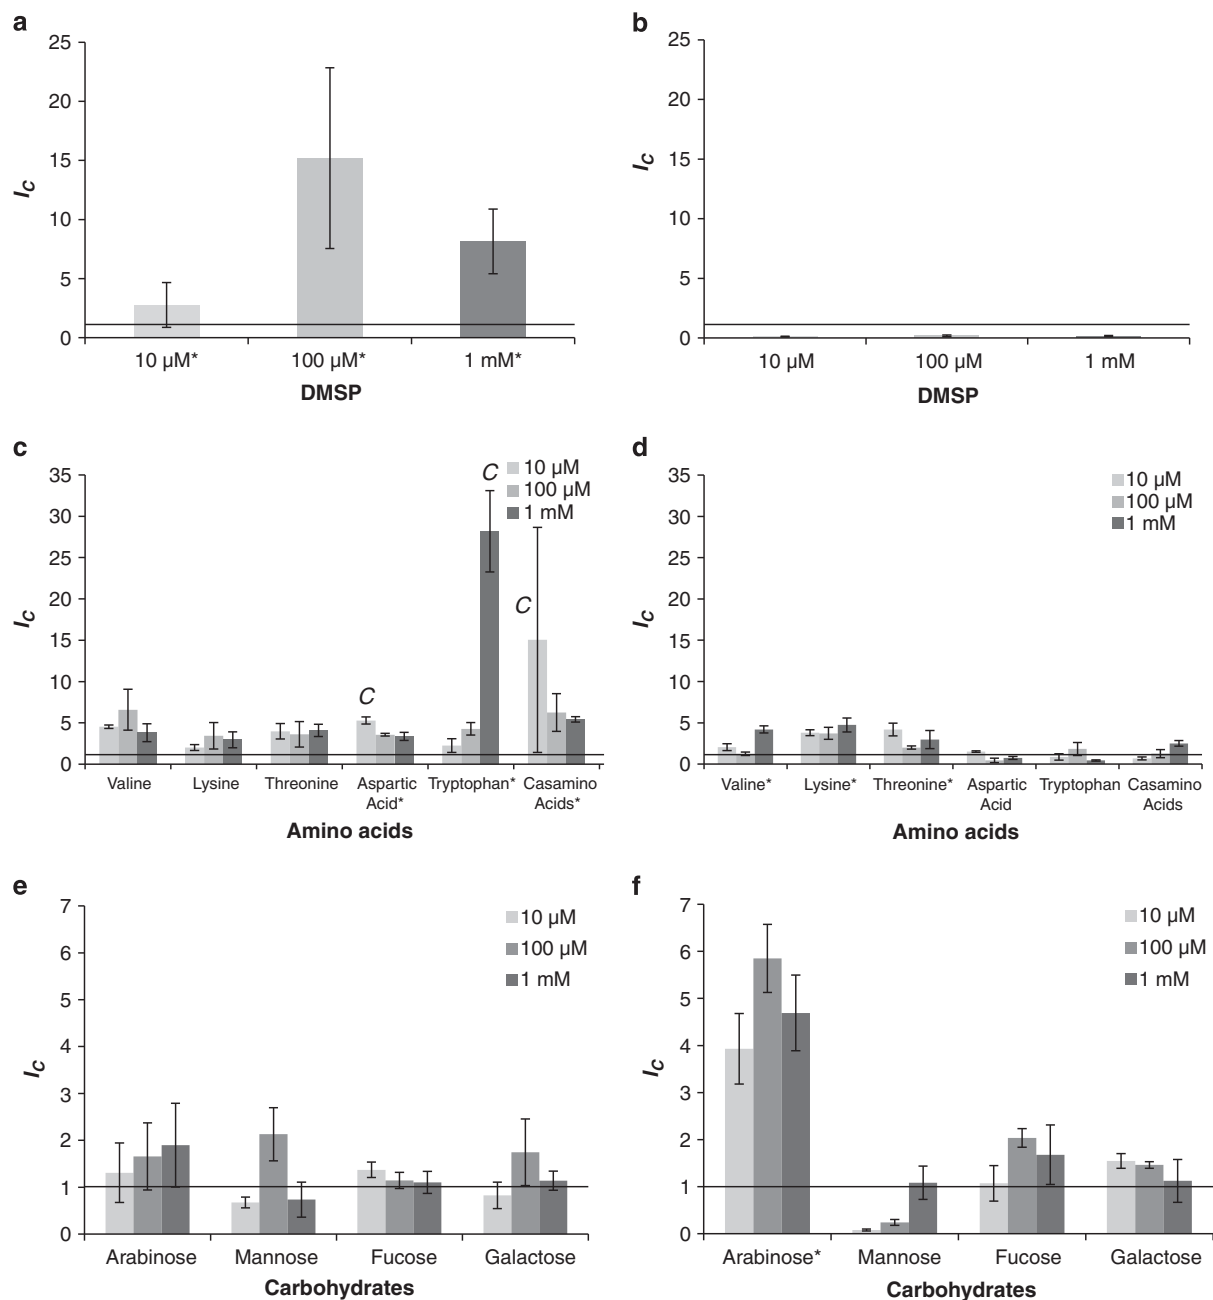 a
25
20
15
10
5
0
I_C
10 µM* 100 µM* 1 mM*
DMSP
b
25
20
15
10
5
0
I_C
10 µM 100 µM 1 mM
DMSP
c
35
30
25
20
15
10
5
0
I_C
C
C
C
10 µM
100 µM
1 mM
Valine Lysine Threonine Aspartic Tryptophan* Casamino
Acid* Acids*
Amino acids
d
35
30
25
20
15
10
5
0
I_C
10 µM
100 µM
1 mM
Valine* Lysine* Threonine* Aspartic Tryptophan Casamino
Acid Acids
Amino acids
e
7
6
5
4
3
2
1
0
I_C
10 µM
100 µM
1 mM
Arabinose Mannose Fucose Galactose
Carbohydrates
f
7
6
5
4
3
2
1
0
I_C
10 µM
100 µM
1 mM
Arabinose* Mannose Fucose Galactose
Carbohydrates